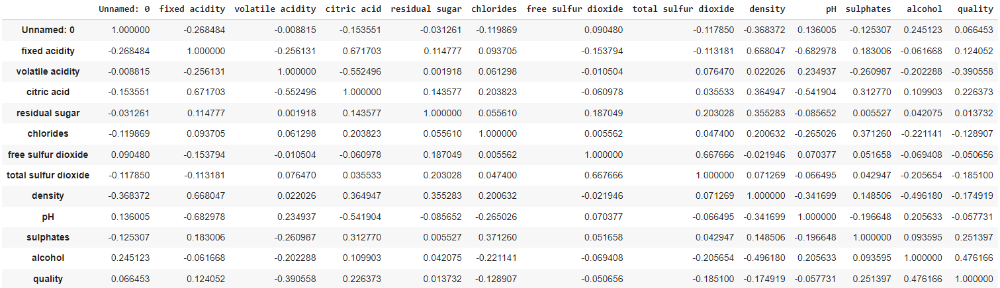 Unnamed: 0 fixed acidity volatile acidity citric acid residual sugar chlorides free sulfur dioxide total sulfur dioxide density pH sulphates alcohol quality
Unnamed: 0 1.000000 -0.268484 -0.008815 -0.153551 -0.031261 -0.119869 0.090480 -0.117850 -0.368372 0.136005 -0.125307 0.245123 0.066453
fixed acidity -0.268484 1.000000 -0.256131 0.671703 0.114777 0.093705 -0.153794 -0.113181 0.668047 -0.682978 0.183006 -0.061668 0.124052
volatile acidity -0.008815 -0.256131 1.000000 -0.552496 0.001918 0.061298 -0.010504 0.076470 0.022026 0.234937 -0.260987 -0.202288 -0.390558
citric acid -0.153551 0.671703 -0.552496 1.000000 0.143577 0.203823 -0.060978 0.035533 0.364947 -0.541904 0.312770 0.109903 0.226373
residual sugar -0.031261 0.114777 0.001918 0.143577 1.000000 0.055610 0.187049 0.203028 0.355283 -0.085652 0.005527 0.042075 0.013732
chlorides -0.119869 0.093705 0.061298 0.203823 0.055610 1.000000 0.005562 0.047400 0.200632 -0.265026 0.371260 -0.221141 -0.128907
free sulfur dioxide 0.090480 -0.153794 -0.010504 -0.060978 0.187049 0.005562 1.000000 0.667666 -0.021946 0.070377 0.051658 -0.069408 -0.050656
total sulfur dioxide -0.117850 -0.113181 0.076470 0.035533 0.203028 0.047400 0.667666 1.000000 0.071269 -0.066495 0.042947 -0.205654 -0.185100
density -0.368372 0.668047 0.022026 0.364947 0.355283 0.200632 -0.021946 0.071269 1.000000 -0.341699 0.148506 -0.496180 -0.174919
pH 0.136005 -0.682978 0.234937 -0.541904 -0.085652 -0.265026 0.070377 -0.066495 -0.341699 1.000000 -0.196648 0.205633 -0.057731
sulphates -0.125307 0.183006 -0.260987 0.312770 0.005527 0.371260 0.051658 0.042947 0.148506 -0.196648 1.000000 0.093595 0.251397
alcohol 0.245123 -0.061668 -0.202288 0.109903 0.042075 -0.221141 -0.069408 -0.205654 -0.496180 0.205633 0.093595 1.000000 0.476166
quality 0.066453 0.124052 -0.390558 0.226373 0.013732 -0.128907 -0.050656 -0.185100 -0.174919 -0.057731 0.251397 0.476166 1.000000